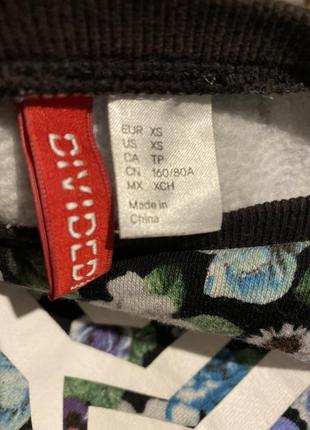 DIVIDED
EUR XS
US XS
CA TP
CN 160/80A
MX XCH
Made in
China